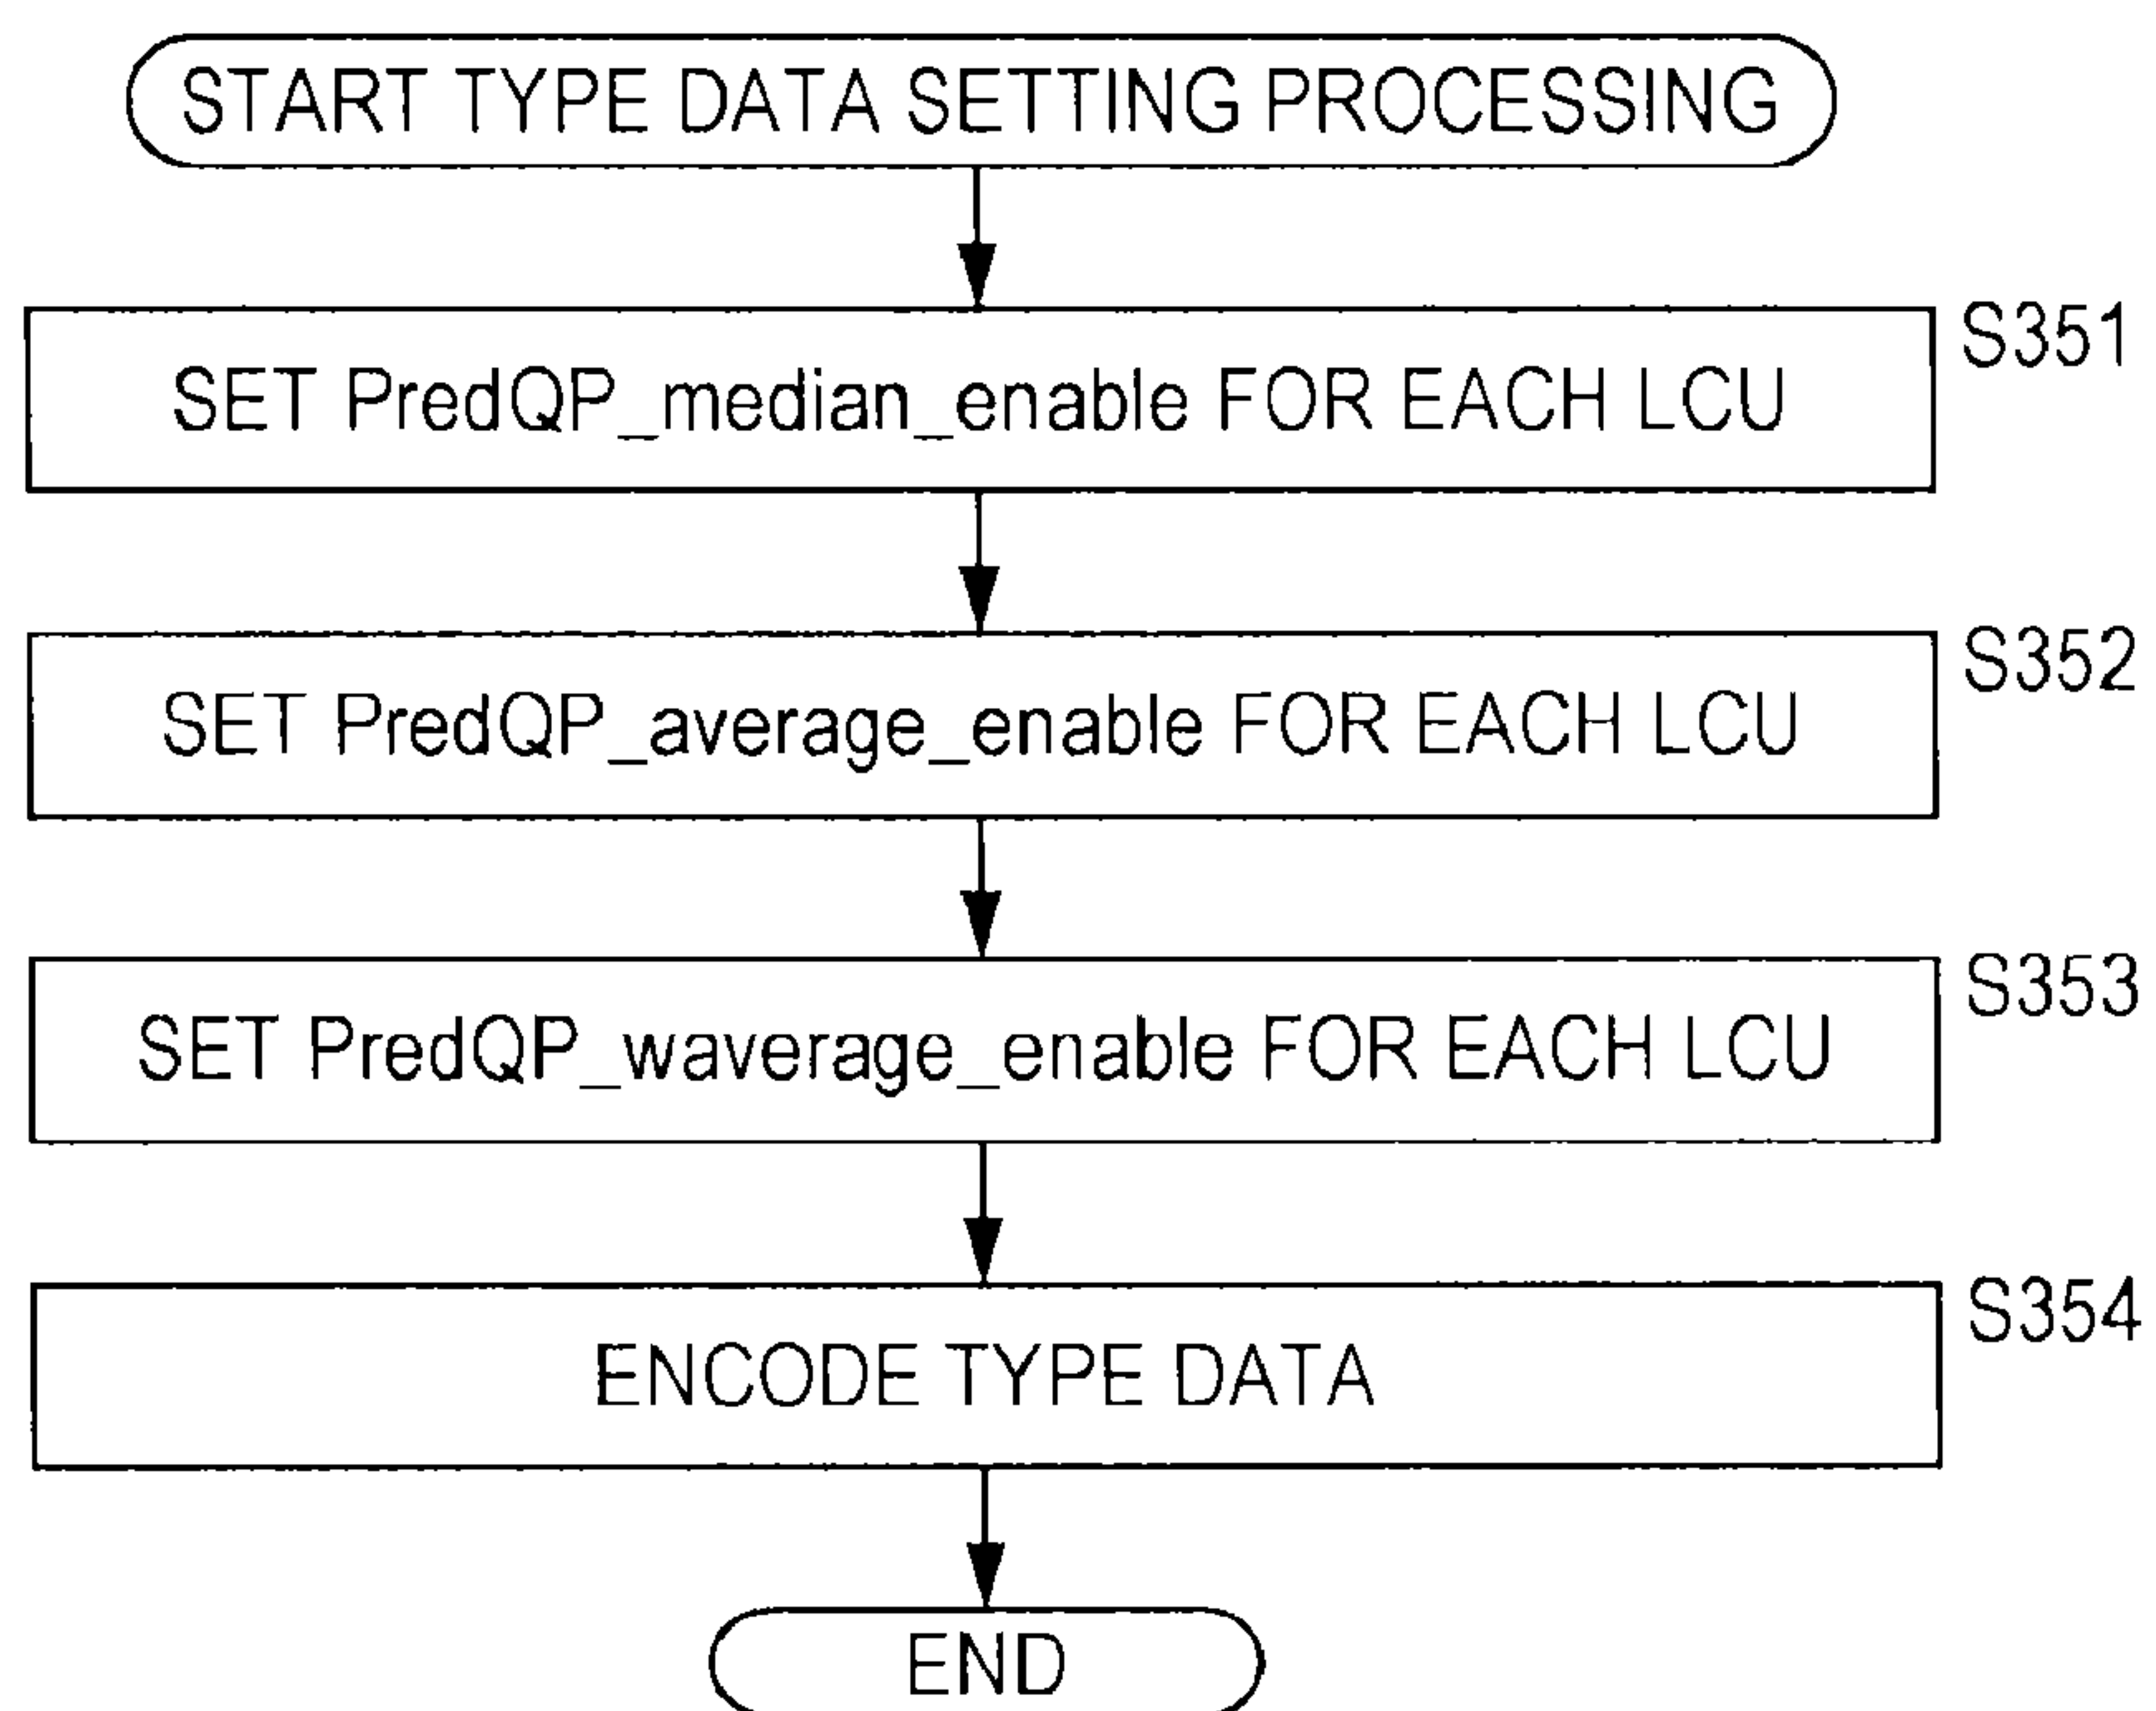 START TYPE DATA SETTING PROCESSING
S351
SET PredQP_median_enable FOR EACH LCU
S352
SET PredQP_average_enable FOR EACH LCU
S353
SET PredQP_waverage_enable FOR EACH LCU
S354
ENCODE TYPE DATA
END